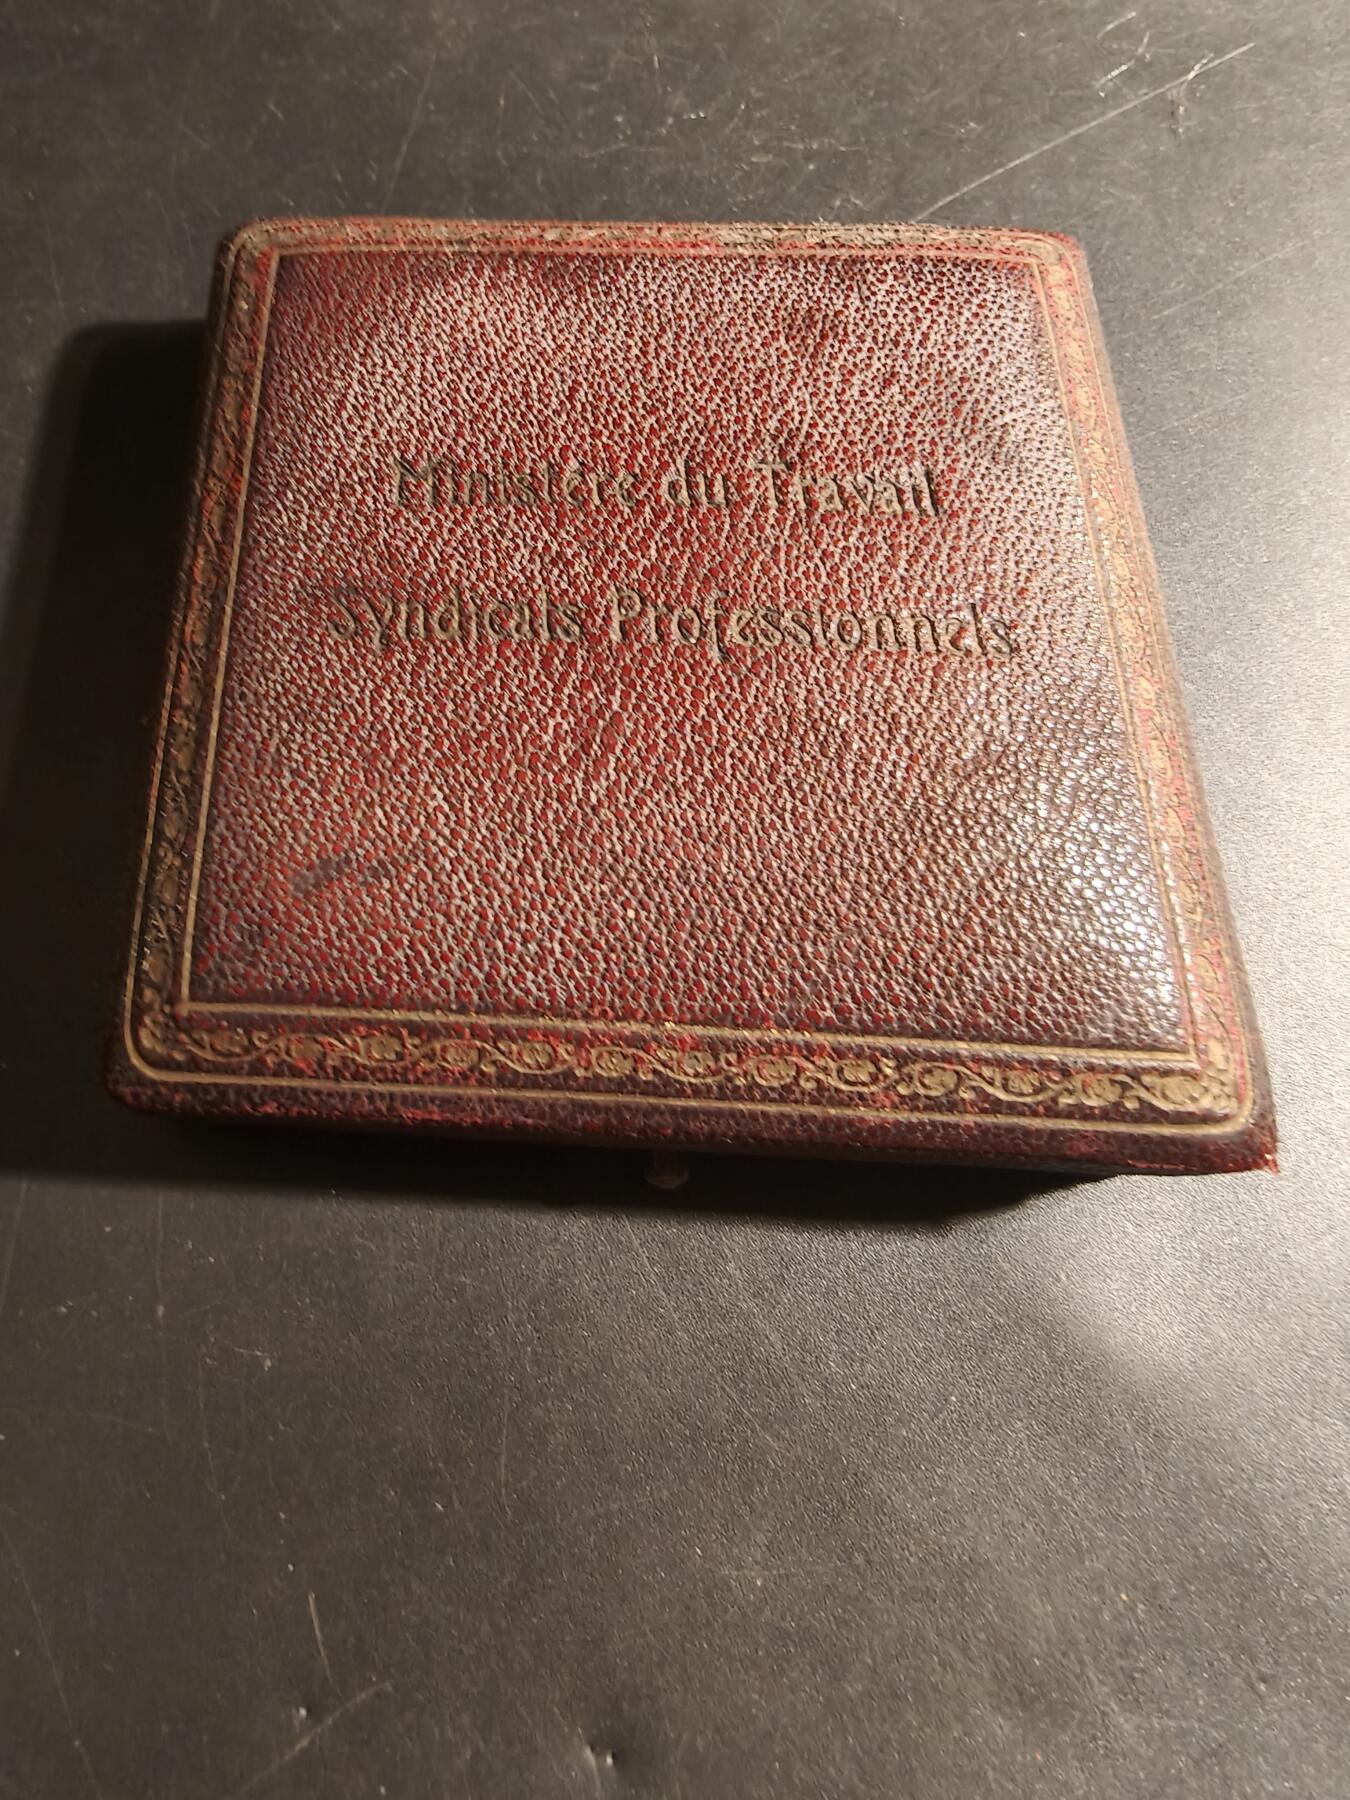 Ministère du Travail
Syndicats Professionnels